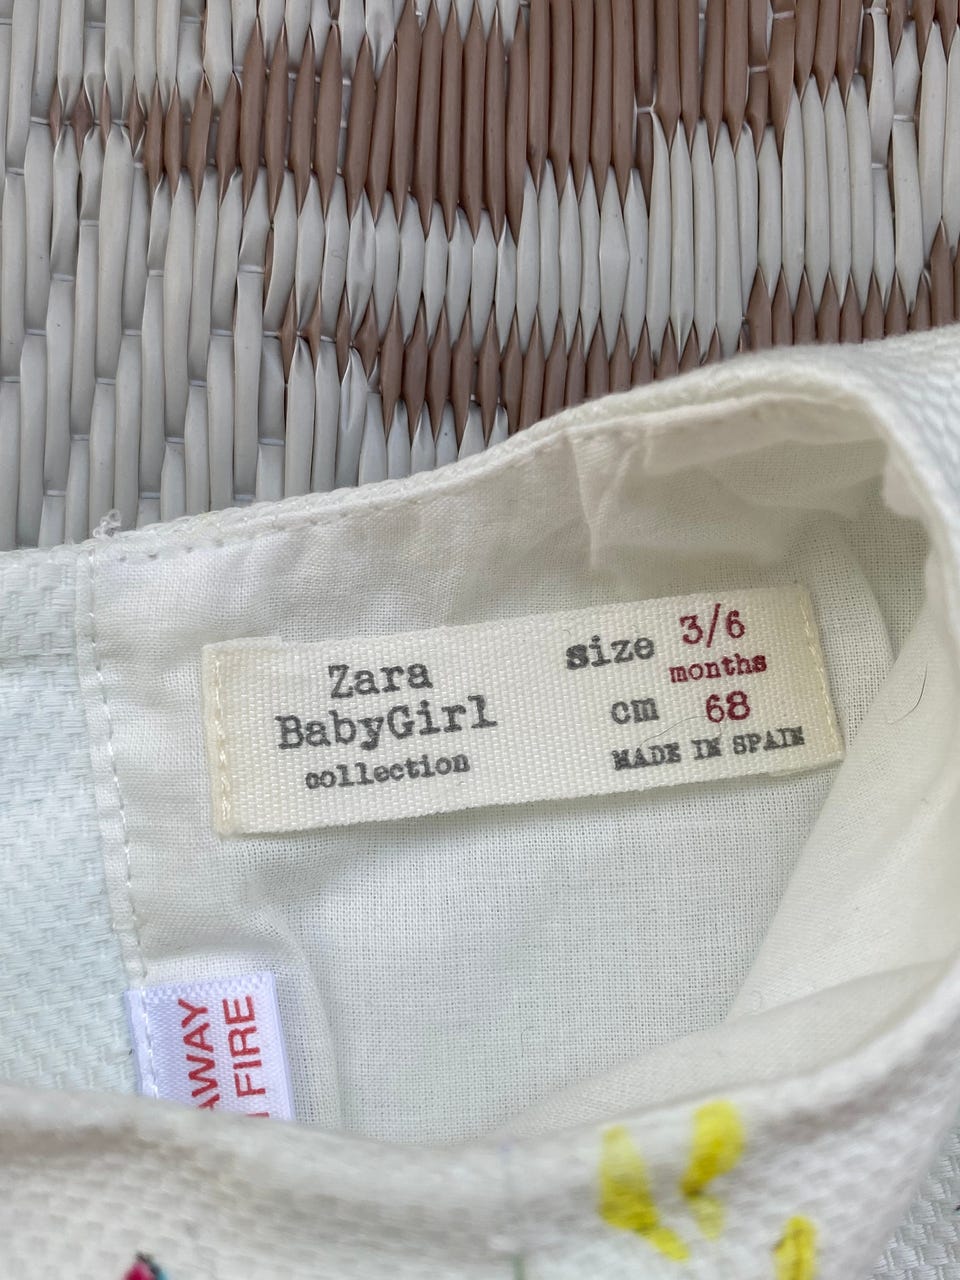 Zara
BabyGirl
collection
size 3/6
months
cm 68
MADE IN SPAIN
AWAY
FIRE